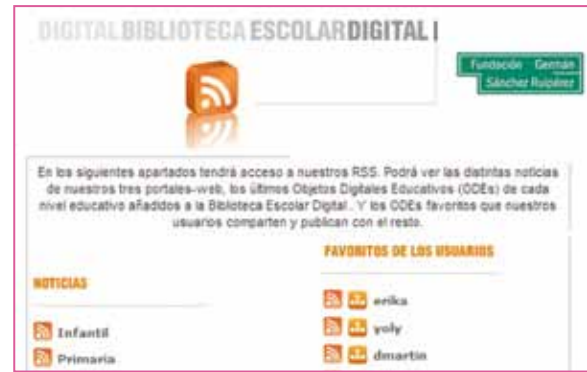 DIGITALBIBLIOTECAESCOLARDIGITAL
Fundación Germán
Sánchez Ruipérez
En los siguientes apartados tendrá acceso a nuestros RSS. Podrá ver las distintas noticias
de nuestros tres portales-web, los últimos Objetos Digitales Educativos (ODEs) de cada
nivel educativo añadidos a la Biblioteca Escolar Digital.. Y los ODEs favoritos que nuestros
usuarios comparten y publican con el resto.
FAVORITOS DE LOS USUARIOS
NOTICIAS
erika
Infantil
yoly
Primaria
dmartin